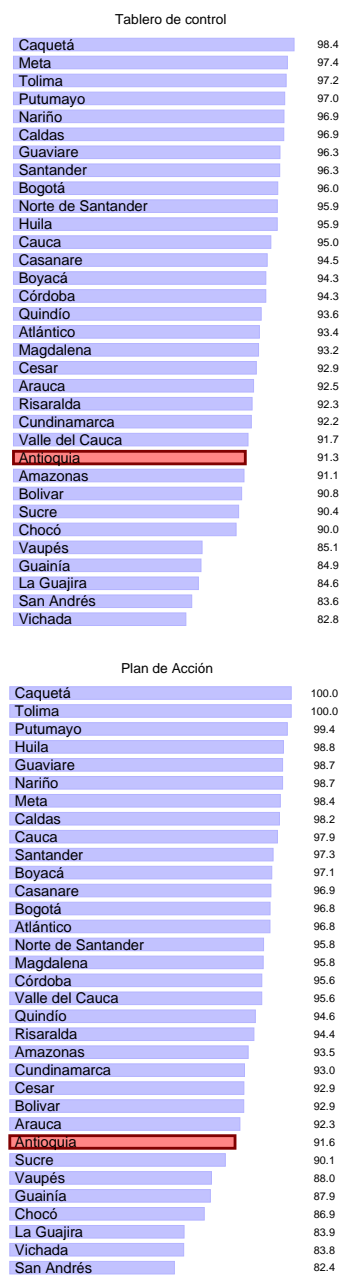 Tablero de control
Caquetá 98.4
Meta 97.4
Tolima 97.2
Putumayo 97.0
Nariño 96.9
Caldas 96.9
Guaviare 96.3
Santander 96.3
Bogotá 96.0
Norte de Santander 95.9
Huila 95.9
Cauca 95.0
Casanare 94.5
Boyacá 94.3
Córdoba 94.3
Quindío 93.6
Atlántico 93.4
Magdalena 93.2
Cesar 92.9
Arauca 92.5
Risaralda 92.3
Cundinamarca 92.2
Valle del Cauca 91.7
Antioquia 91.3
Amazonas 91.1
Bolivar 90.8
Sucre 90.4
Chocó 90.0
Vaupés 85.1
Guainía 84.9
La Guajira 84.6
San Andrés 83.6
Vichada 82.8
Plan de Acción
Caquetá 100.0
Tolima 100.0
Putumayo 99.4
Huila 98.8
Guaviare 98.7
Nariño 98.7
Meta 98.4
Caldas 98.2
Cauca 97.9
Santander 97.3
Boyacá 97.1
Casanare 96.9
Bogotá 96.8
Atlántico 96.8
Norte de Santander 95.8
Magdalena 95.8
Córdoba 95.6
Valle del Cauca 95.6
Quindío 94.6
Risaralda 94.4
Amazonas 93.5
Cundinamarca 93.0
Cesar 92.9
Bolivar 92.9
Arauca 92.3
Antioquia 91.6
Sucre 90.1
Vaupés 88.0
Guainía 87.9
Chocó 86.9
La Guajira 83.9
Vichada 83.8
San Andrés 82.4